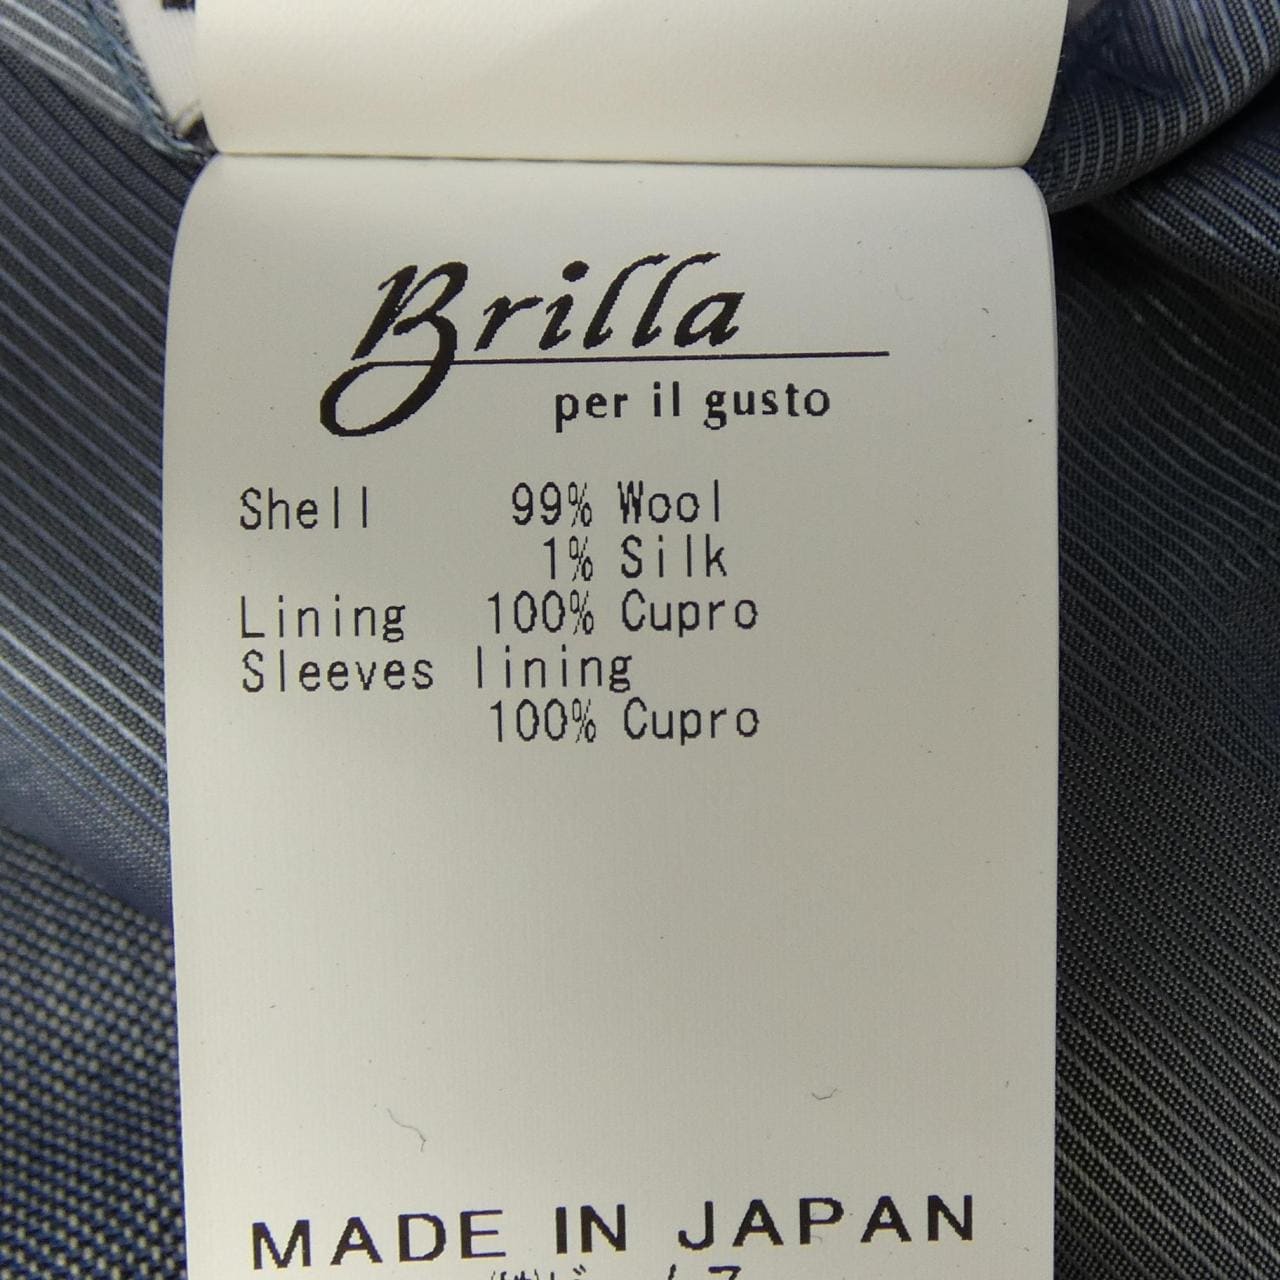 Brilla
per il gusto
Shell 99% Wool
1% Silk
Lining 100% Cupro
Sleeves lining
100% Cupro
MADE IN JAPAN